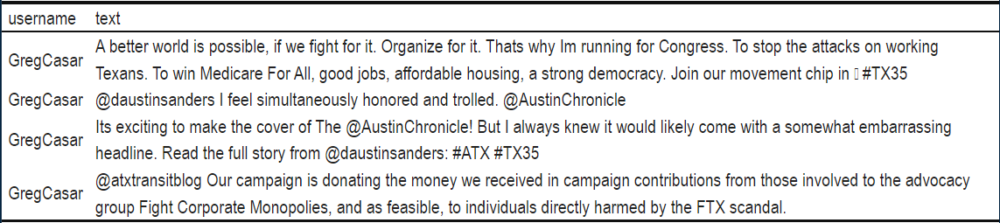 username text
GregCasar A better world is possible, if we fight for it. Organize for it. Thats why Im running for Congress. To stop the attacks on working
Texans. To win Medicare For All, good jobs, affordable housing, a strong democracy. Join our movement chip in ▯ #TX35
GregCasar @daustinsanders I feel simultaneously honored and trolled. @AustinChronicle
GregCasar Its exciting to make the cover of The @AustinChronicle! But I always knew it would likely come with a somewhat embarrassing
headline. Read the full story from @daustinsanders: #ATX #TX35
GregCasar @atxtransitblog Our campaign is donating the money we received in campaign contributions from those involved to the advocacy
group Fight Corporate Monopolies, and as feasible, to individuals directly harmed by the FTX scandal.